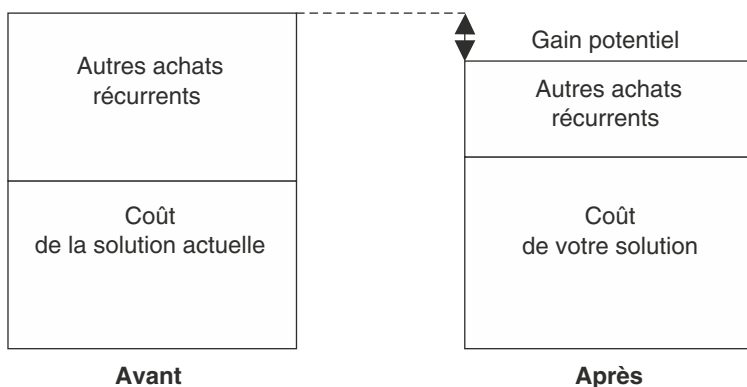 Autres achats
récurrents
Coût
de la solution actuelle
Avant
Gain potentiel
Autres achats
récurrents
Coût
de votre solution
Après